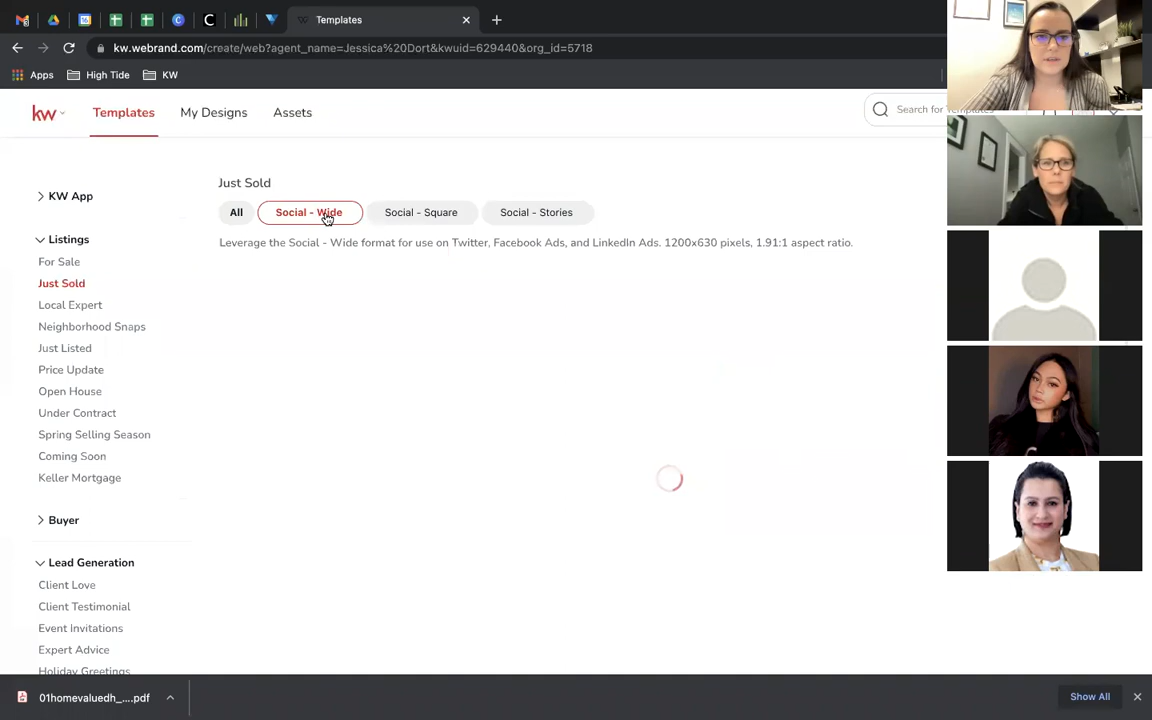 Templates
kw.webrand.com/create/web?agent_name=Jessica%20Dort&kwuid=629440&org_id=5718
Apps
High Tide
KW
kw
Templates
My Designs
Assets
Search for Templates
KW App
Listings
For Sale
Just Sold
Local Expert
Neighborhood Snaps
Just Listed
Price Update
Open House
Under Contract
Spring Selling Season
Coming Soon
Keller Mortgage
Buyer
Lead Generation
Client Love
Client Testimonial
Event Invitations
Expert Advice
Holiday Greetings
Just Sold
All
Social - Wide
Social - Square
Social - Stories
Leverage the Social - Wide format for use on Twitter, Facebook Ads, and LinkedIn Ads. 1200x630 pixels, 1.91:1 aspect ratio.
01homevaluedh_....pdf
Show All